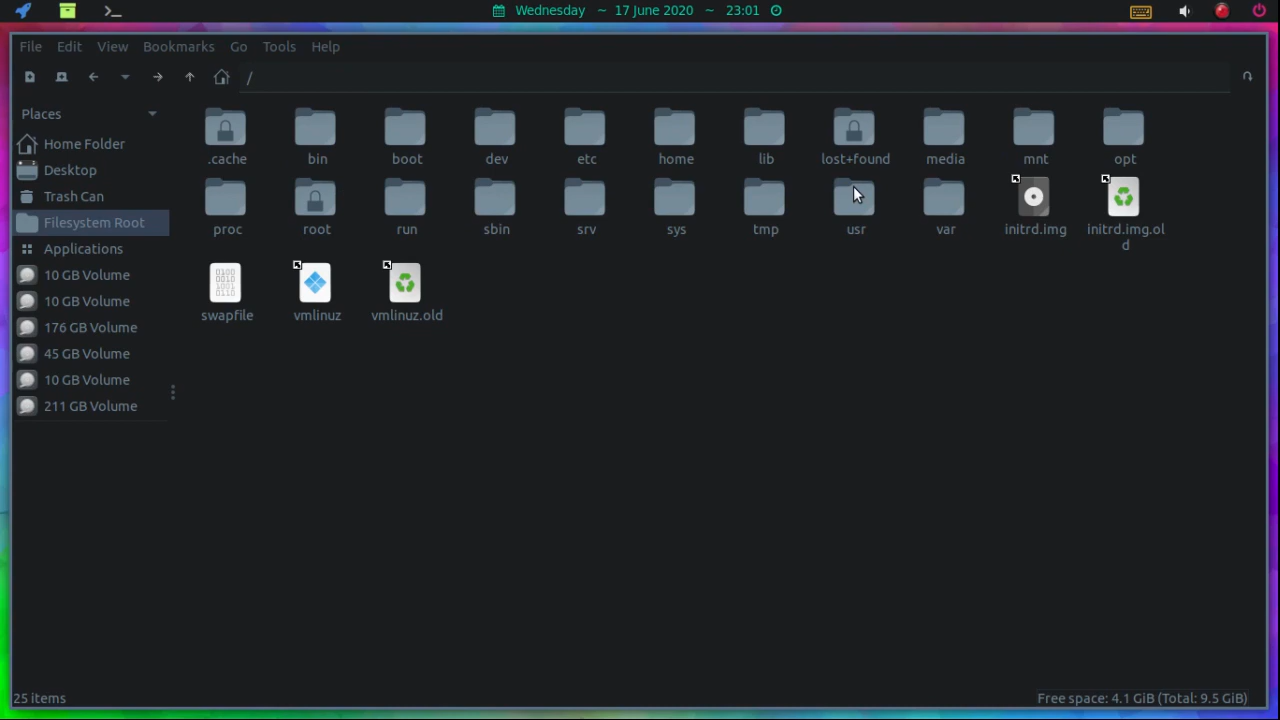 Wednesday ~ 17 June 2020 ~ 23:01
File Edit View Bookmarks Go Tools Help
/
Places
Home Folder
Desktop
Trash Can
Filesystem Root
Applications
10 GB Volume
10 GB Volume
176 GB Volume
45 GB Volume
10 GB Volume
211 GB Volume
.cache bin boot dev etc home lib lost+found media mnt opt
proc root run sbin srv sys tmp usr var initrd.img initrd.img.ol
d
swapfile vmlinuz vmlinuz.old
25 items Free space: 4.1 GiB (Total: 9.5 GiB)